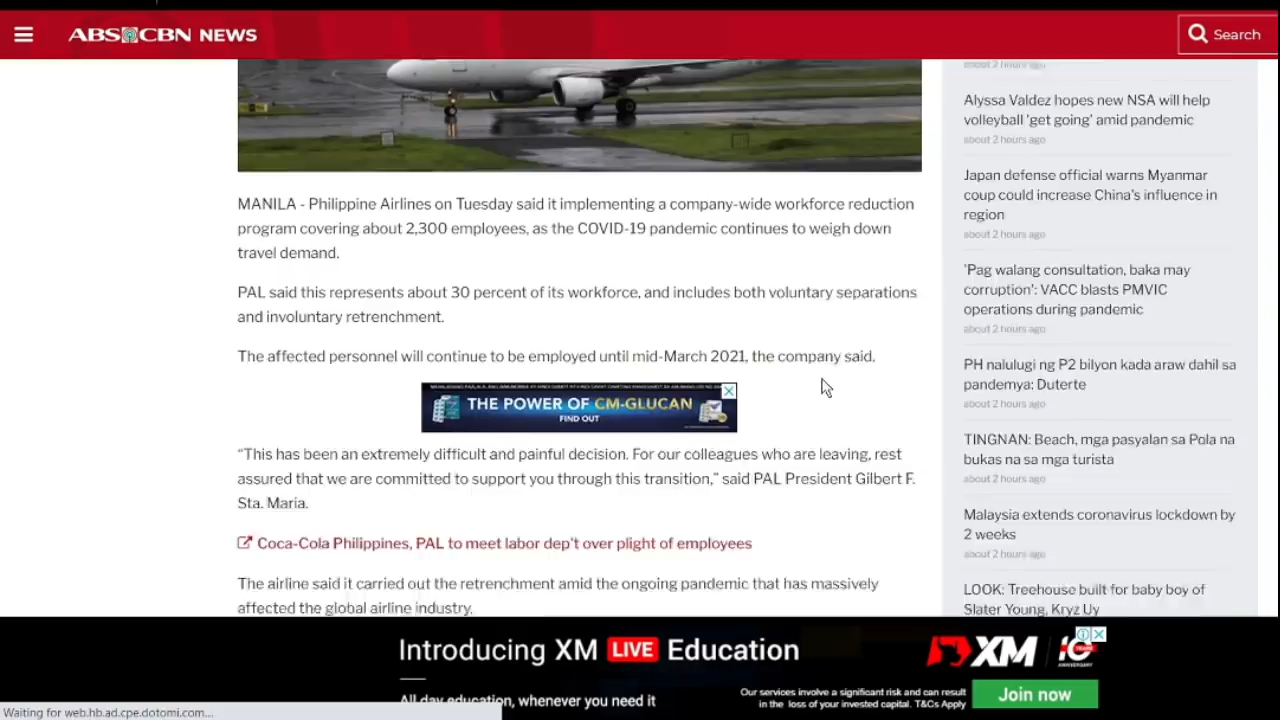 ABS CBN NEWS
Search
about 2 hours ago
Alyssa Valdez hopes new NSA will help
volleyball 'get going' amid pandemic
about 2 hours ago
Japan defense official warns Myanmar
coup could increase China's influence in
region
about 2 hours ago
'Pag walang consultation, baka may
corruption': VACC blasts PMVIC
operations during pandemic
about 2 hours ago
PH nalulugi ng P2 bilyon kada araw dahil sa
pandemya: Duterte
about 2 hours ago
TINGNAN: Beach, mga pasyalan sa Pola na
bukas na sa mga turista
about 2 hours ago
Malaysia extends coronavirus lockdown by
2 weeks
about 2 hours ago
LOOK: Treehouse built for baby boy of
Slater Young, Kryz Uy
MANILA - Philippine Airlines on Tuesday said it implementing a company-wide workforce reduction
program covering about 2,300 employees, as the COVID-19 pandemic continues to weigh down
travel demand.
PAL said this represents about 30 percent of its workforce, and includes both voluntary separations
and involuntary retrenchment.
The affected personnel will continue to be employed until mid-March 2021, the company said.
THE POWER OF CM-GLUCAN
FIND OUT
“This has been an extremely difficult and painful decision. For our colleagues who are leaving, rest
assured that we are committed to support you through this transition,” said PAL President Gilbert F.
Sta. Maria.
Coca-Cola Philippines, PAL to meet labor dep't over plight of employees
The airline said it carried out the retrenchment amid the ongoing pandemic that has massively
affected the global airline industry.
Introducing XM LIVE Education
All day education, whenever you need it
XM
10
ANNIVERSARY
Our services involve a significant risk and can result
in the loss of your invested capital. T&Cs Apply
Join now
Waiting for web.hb.ad.cpe.dotomi.com...